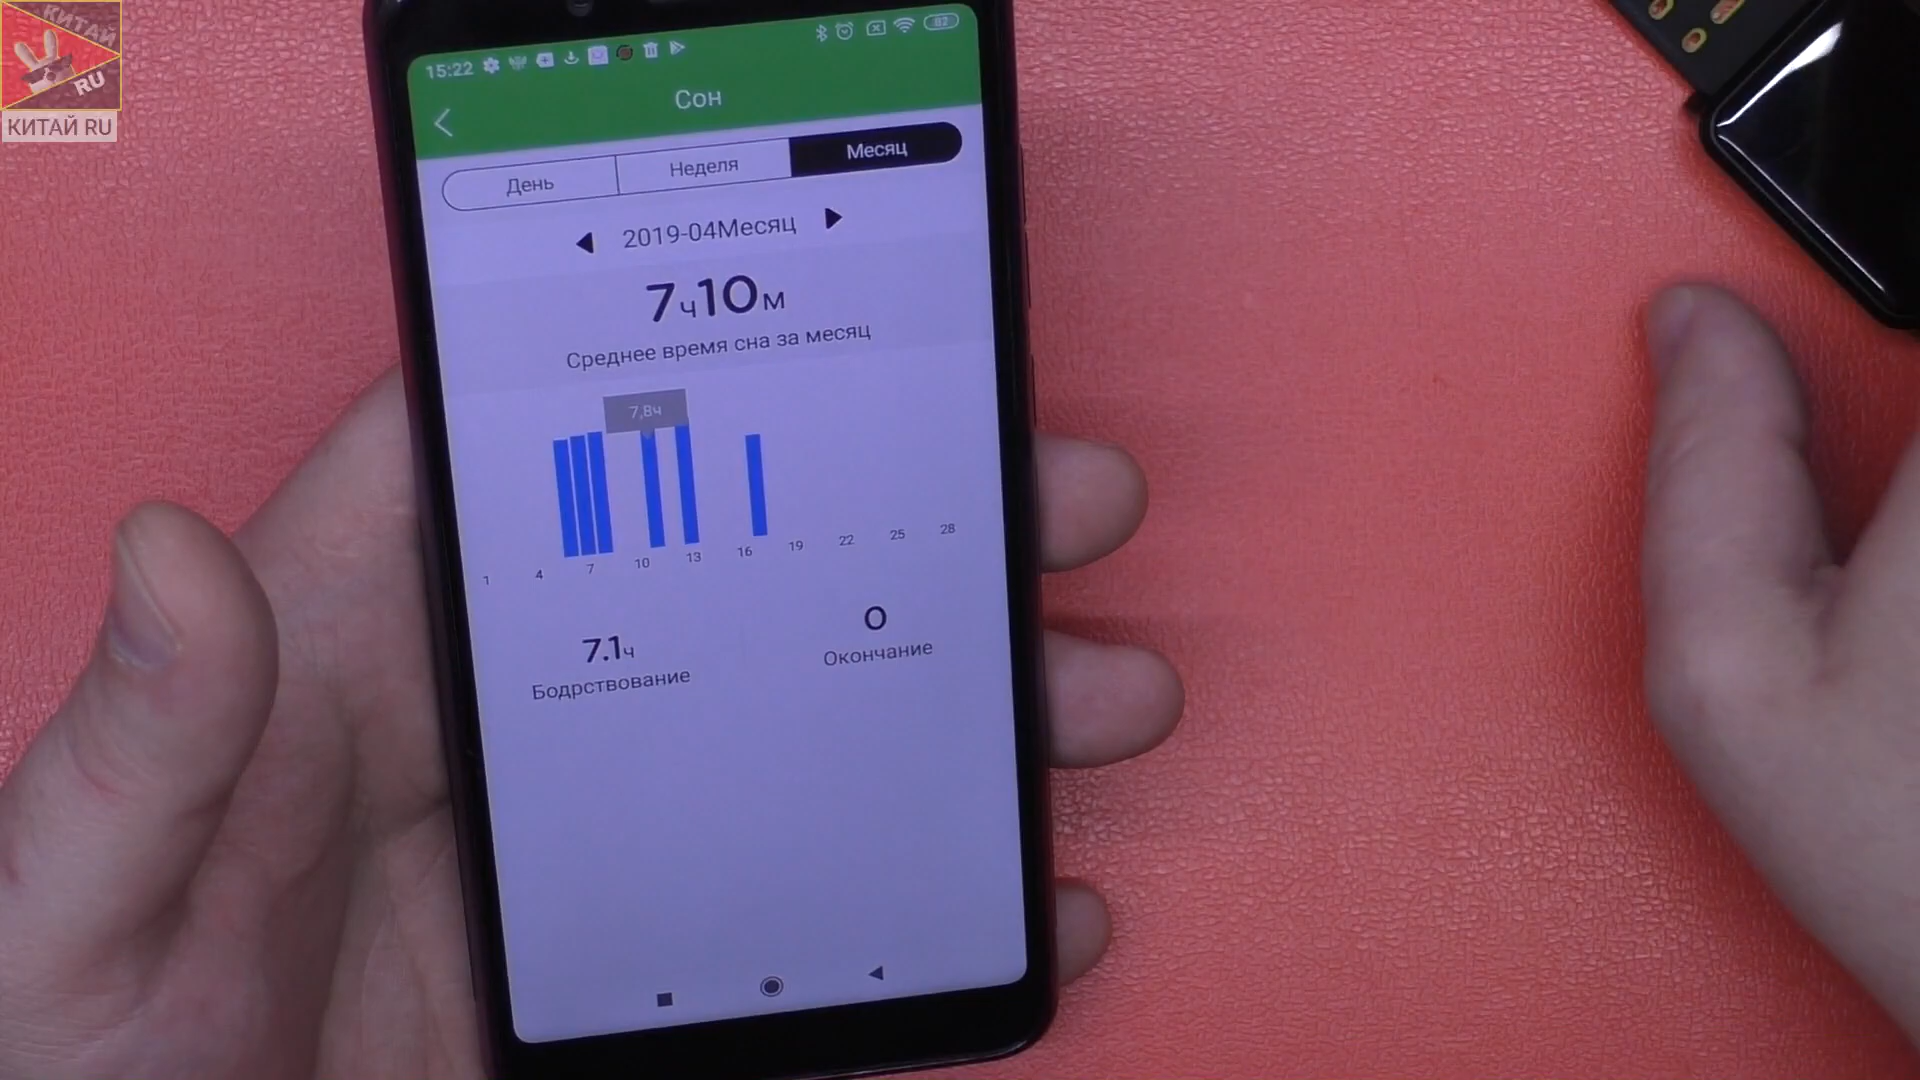 КИТАЙ
RU
КИТАЙ RU
15:22
82
Сон
День Неделя Месяц
2019-04Месяц
7ч10м
Среднее время сна за месяц
7,8ч
1 4 7 10 13 16 19 22 25 28
7.1ч
Бодрствование
0
Окончание